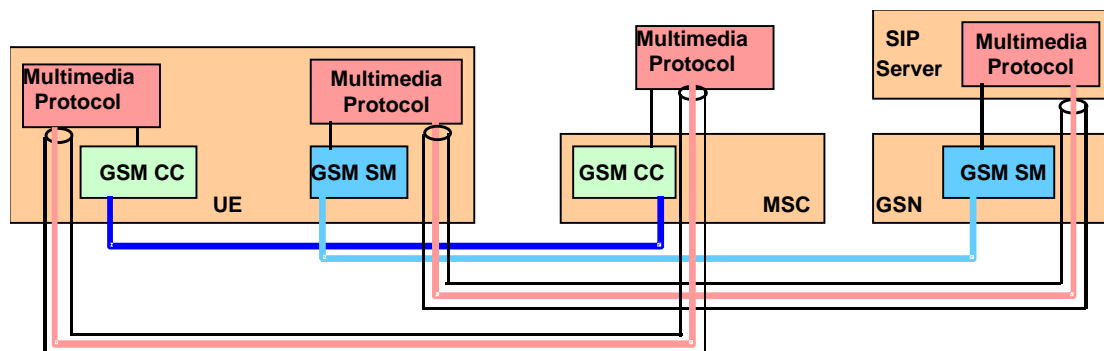 Multimedia
Protocol
Multimedia
Protocol
GSM CC
GSM SM
UE
Multimedia
Protocol
GSM CC
MSC
SIP
Server
Multimedia
Protocol
GSM SM
GSN